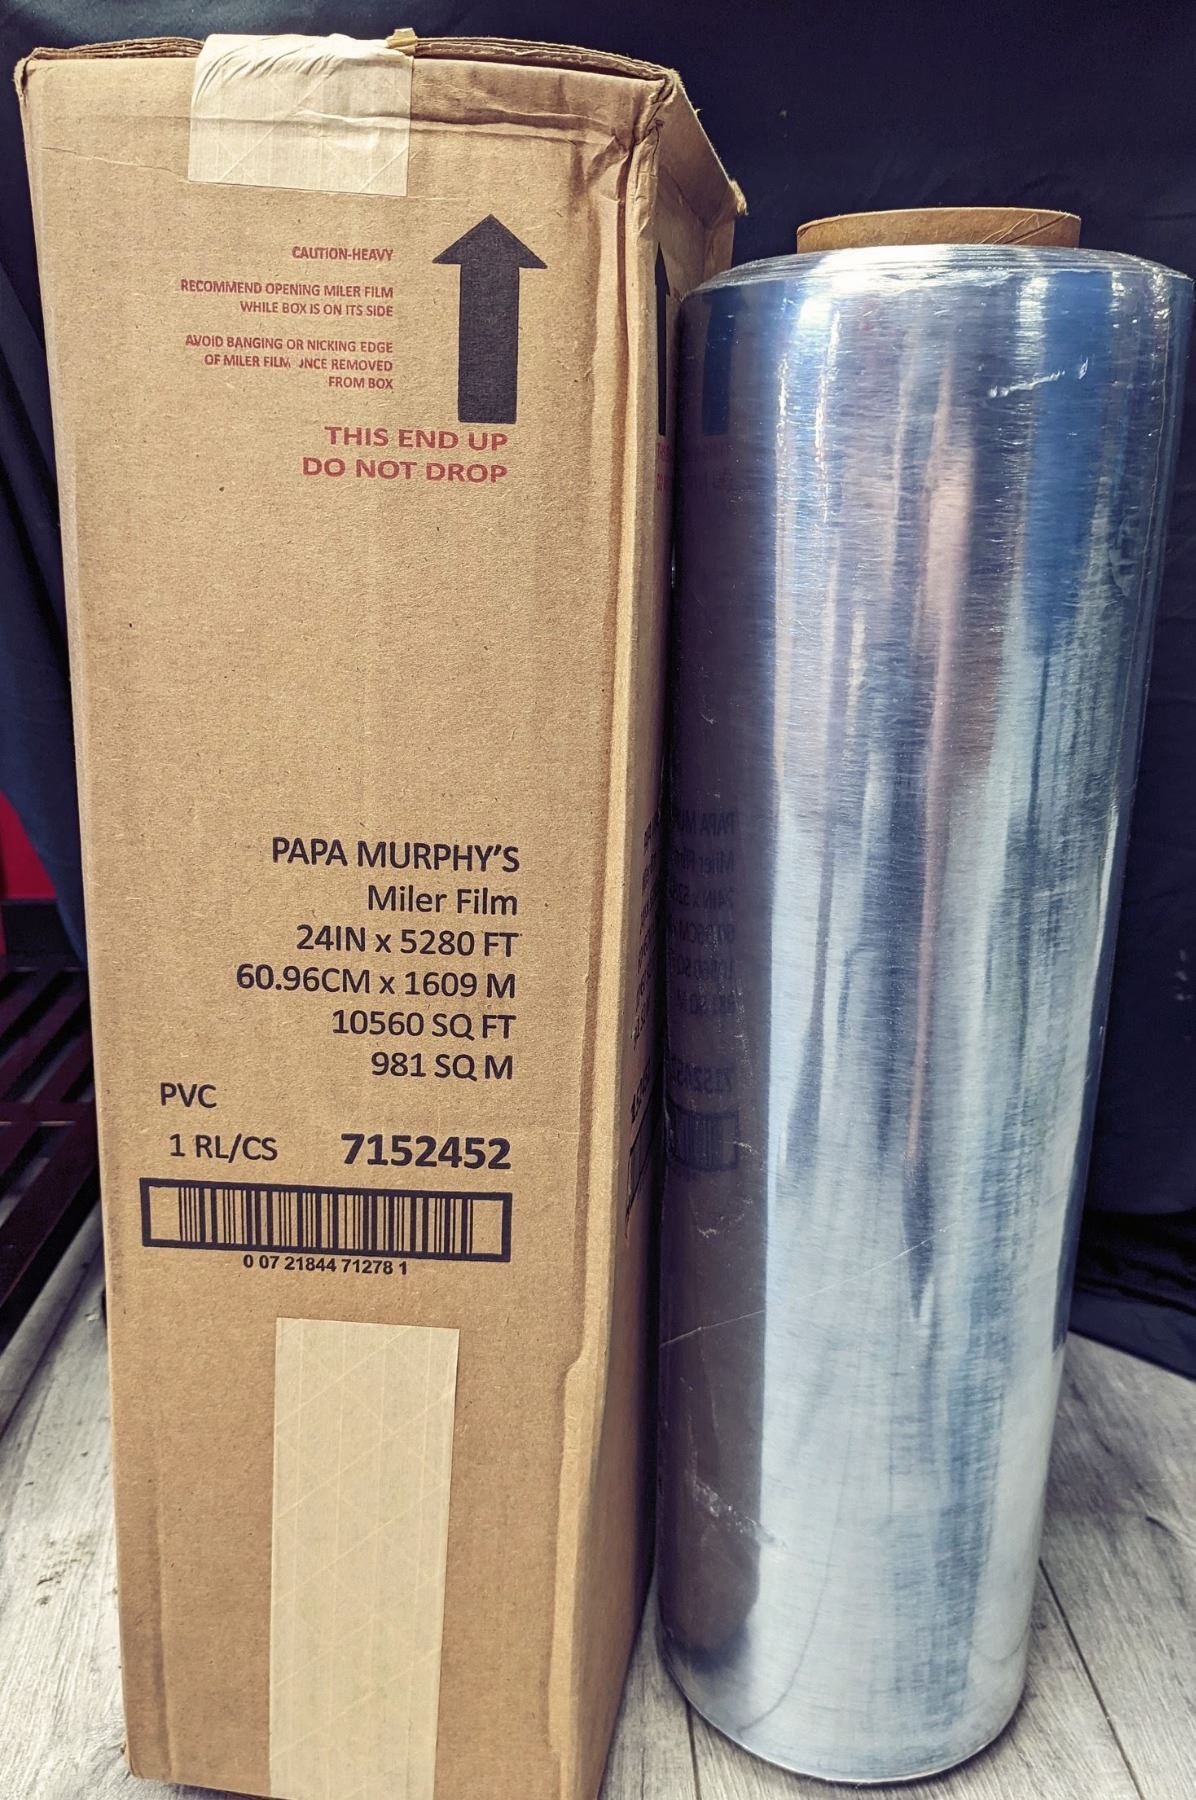 CAUTION-HEAVY
RECOMMEND OPENING MILER FILM
WHILE BOX IS ON ITS SIDE
AVOID BANGING OR NICKING EDGE
OF MILER FILM ONCE REMOVED
FROM BOX
THIS END UP
DO NOT DROP
PAPA MURPHY'S
Miler Film
24IN x 5280 FT
60.96CM x 1609 M
10560 SQ FT
981 SQ M
PVC
1 RL/CS 7152452
0 07 21844 71278 1